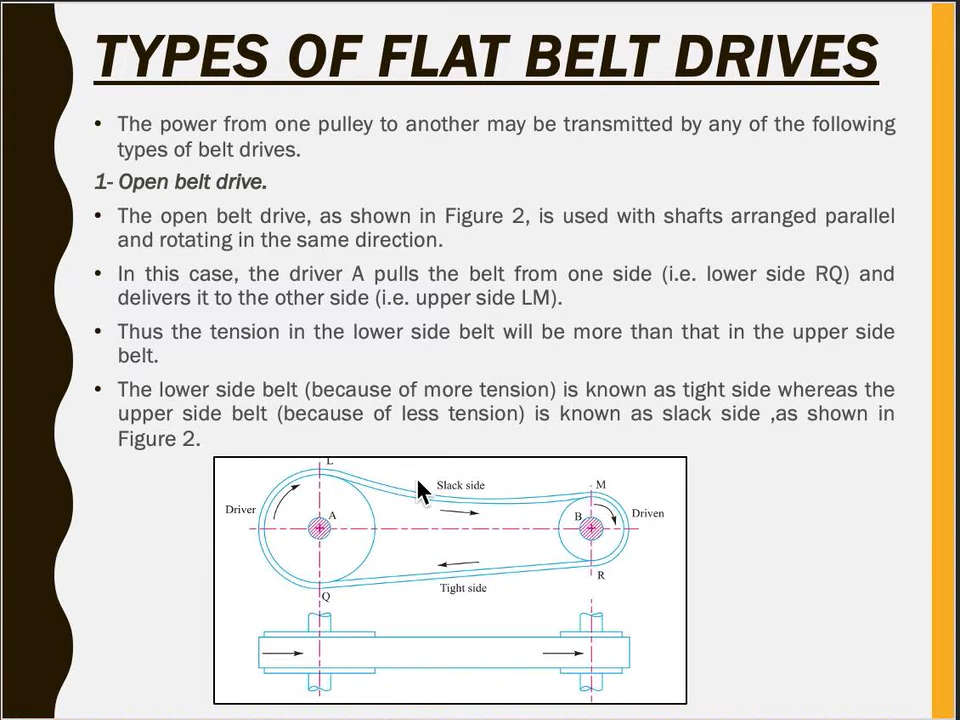 TYPES OF FLAT BELT DRIVES
• The power from one pulley to another may be transmitted by any of the following
types of belt drives.
1- Open belt drive.
• The open belt drive, as shown in Figure 2, is used with shafts arranged parallel
and rotating in the same direction.
• In this case, the driver A pulls the belt from one side (i.e. lower side RQ) and
delivers it to the other side (i.e. upper side LM).
• Thus the tension in the lower side belt will be more than that in the upper side
belt.
• The lower side belt (because of more tension) is known as tight side whereas the
upper side belt (because of less tension) is known as slack side ,as shown in
Figure 2.
L
Slack side
M
Driver
A
B
Driven
R
Tight side
Q